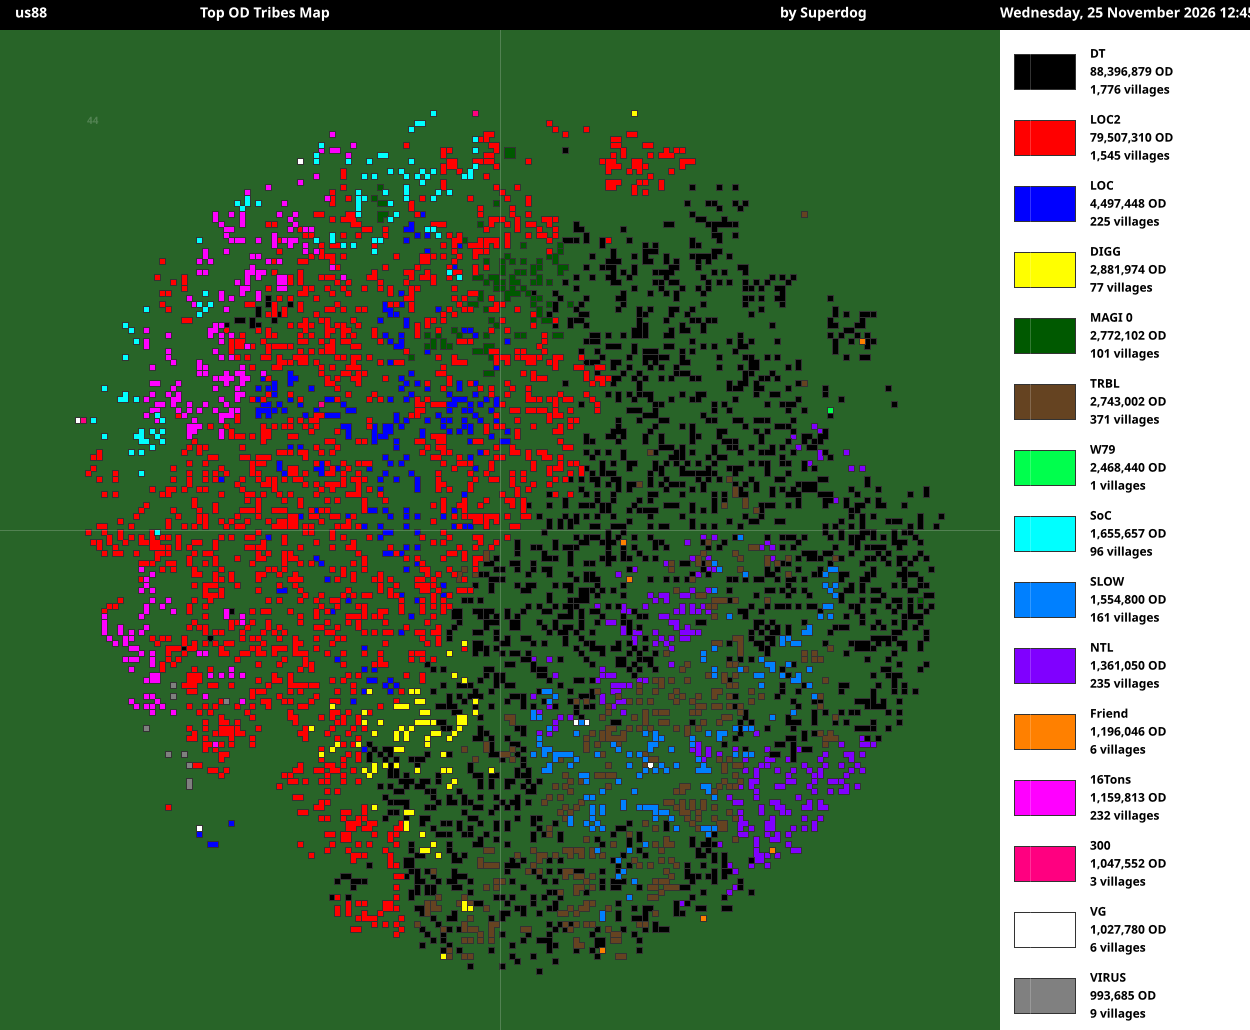 us88 Top OD Tribes Map by Superdog Wednesday, 25 November 2026 12:45
44
DT
88,396,879 OD
1,776 villages
LOC2
79,507,310 OD
1,545 villages
LOC
4,497,448 OD
225 villages
DIGG
2,881,974 OD
77 villages
MAGI 0
2,772,102 OD
101 villages
TRBL
2,743,002 OD
371 villages
W79
2,468,440 OD
1 villages
SoC
1,655,657 OD
96 villages
SLOW
1,554,800 OD
161 villages
NTL
1,361,050 OD
235 villages
Friend
1,196,046 OD
6 villages
16Tons
1,159,813 OD
232 villages
300
1,047,552 OD
3 villages
VG
1,027,780 OD
6 villages
VIRUS
993,685 OD
9 villages